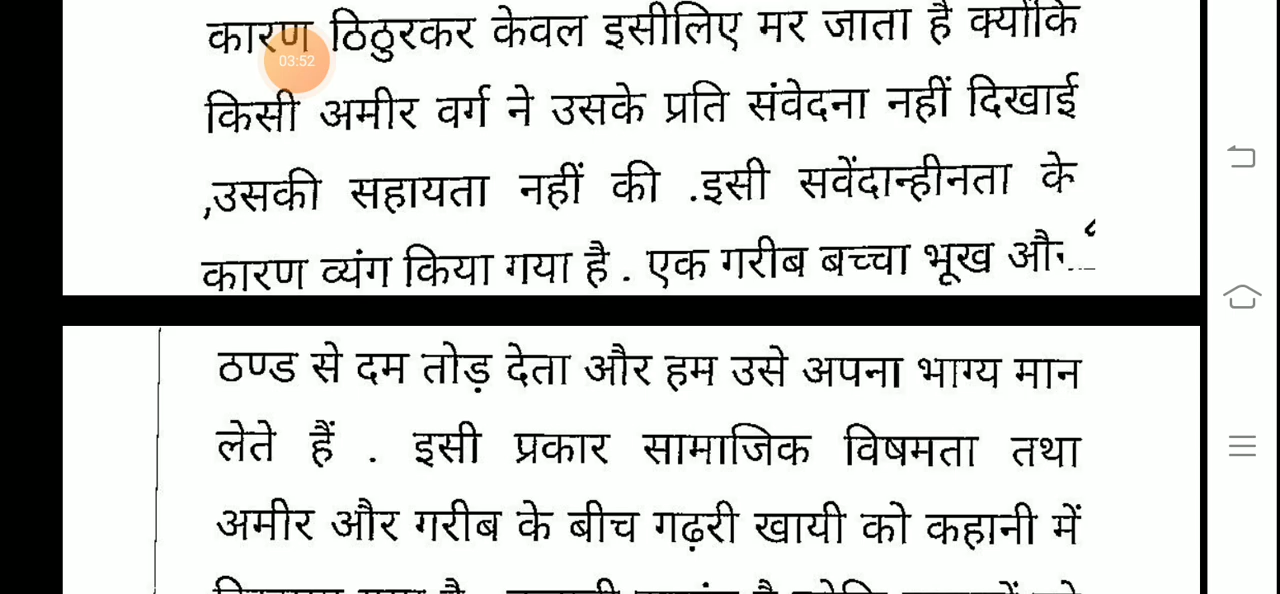 कारण ठिठुरकर केवल इसीलिए मर जाता है क्योंकि
03:52
किसी अमीर वर्ग ने उसके प्रति संवेदना नहीं दिखाई
,उसकी सहायता नहीं की .इसी सवेंदान्हीनता के
कारण व्यंग किया गया है . एक गरीब बच्चा भूख
ठण्ड से दम तोड़ देता और हम उसे अपना भाग्य मान
लेते हैं . इसी प्रकार सामाजिक विषमता तथा
अमीर और गरीब के बीच गढ़री खायी को कहानी में